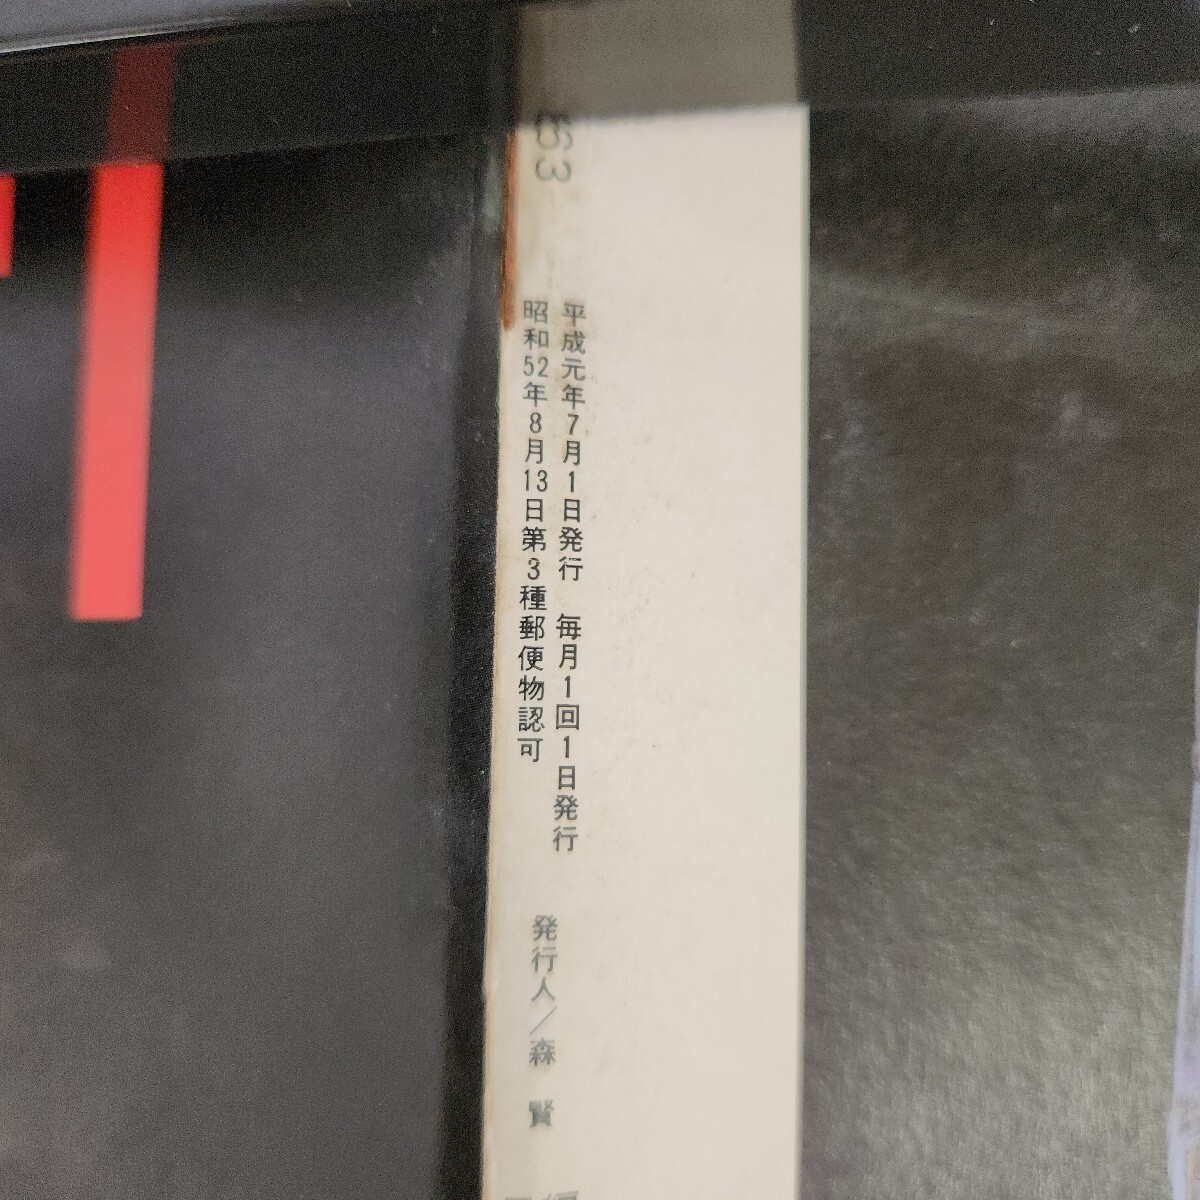 63
平成元年7月1日発行　毎月1回1日発行
昭和52年8月13日第3種郵便物認可
発行人／森　賢